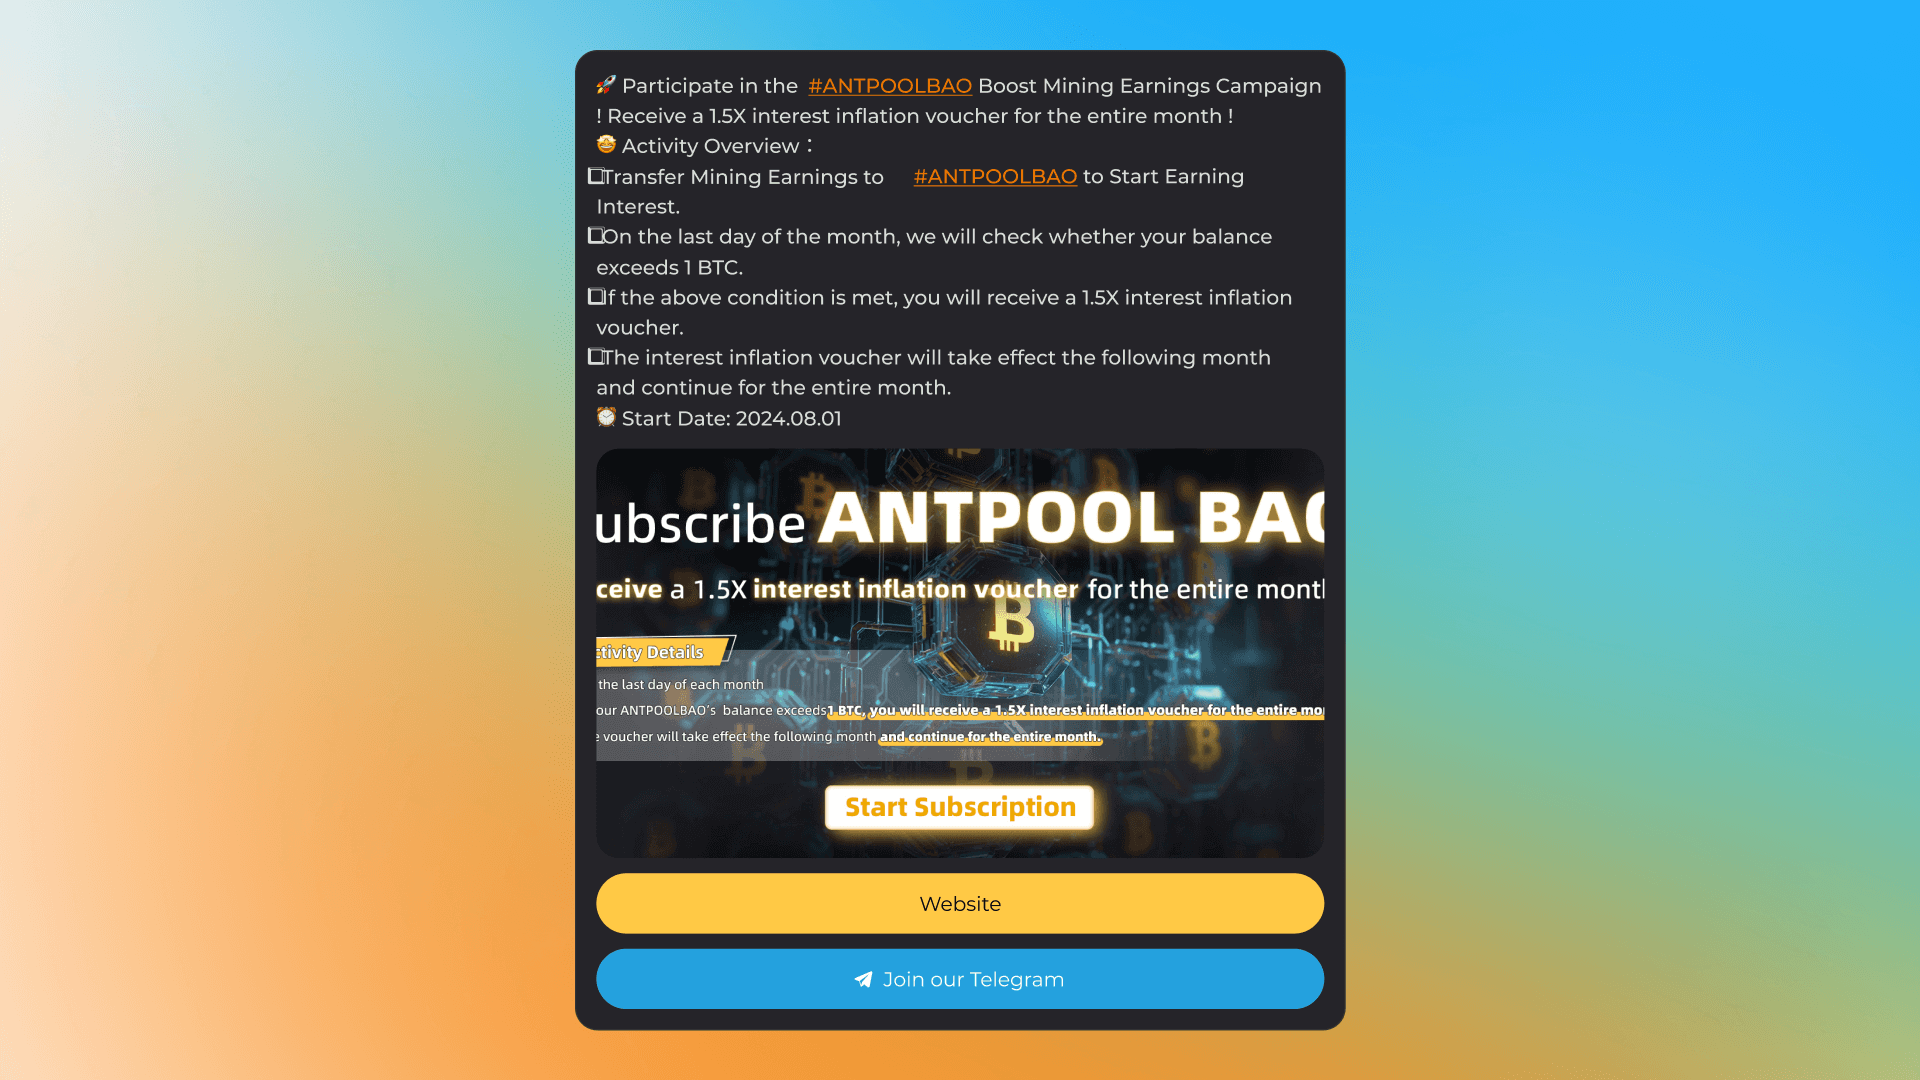 🚀 Participate in the #ANTPOOLBAO Boost Mining Earnings Campaign
! Receive a 1.5X interest inflation voucher for the entire month !
🤩 Activity Overview：
Transfer Mining Earnings to #ANTPOOLBAO to Start Earning
Interest.
On the last day of the month, we will check whether your balance
exceeds 1 BTC.
If the above condition is met, you will receive a 1.5X interest inflation
voucher.
The interest inflation voucher will take effect the following month
and continue for the entire month.
⏰ Start Date: 2024.08.01
ubscribe ANTPOOL BAO
ceive a 1.5X interest inflation voucher for the entire month
ctivity Details
the last day of each month
our ANTPOOLBAO's balance exceeds 1 BTC, you will receive a 1.5X interest inflation voucher for the entire mo
e voucher will take effect the following month and continue for the entire month.
Start Subscription
Website
Join our Telegram